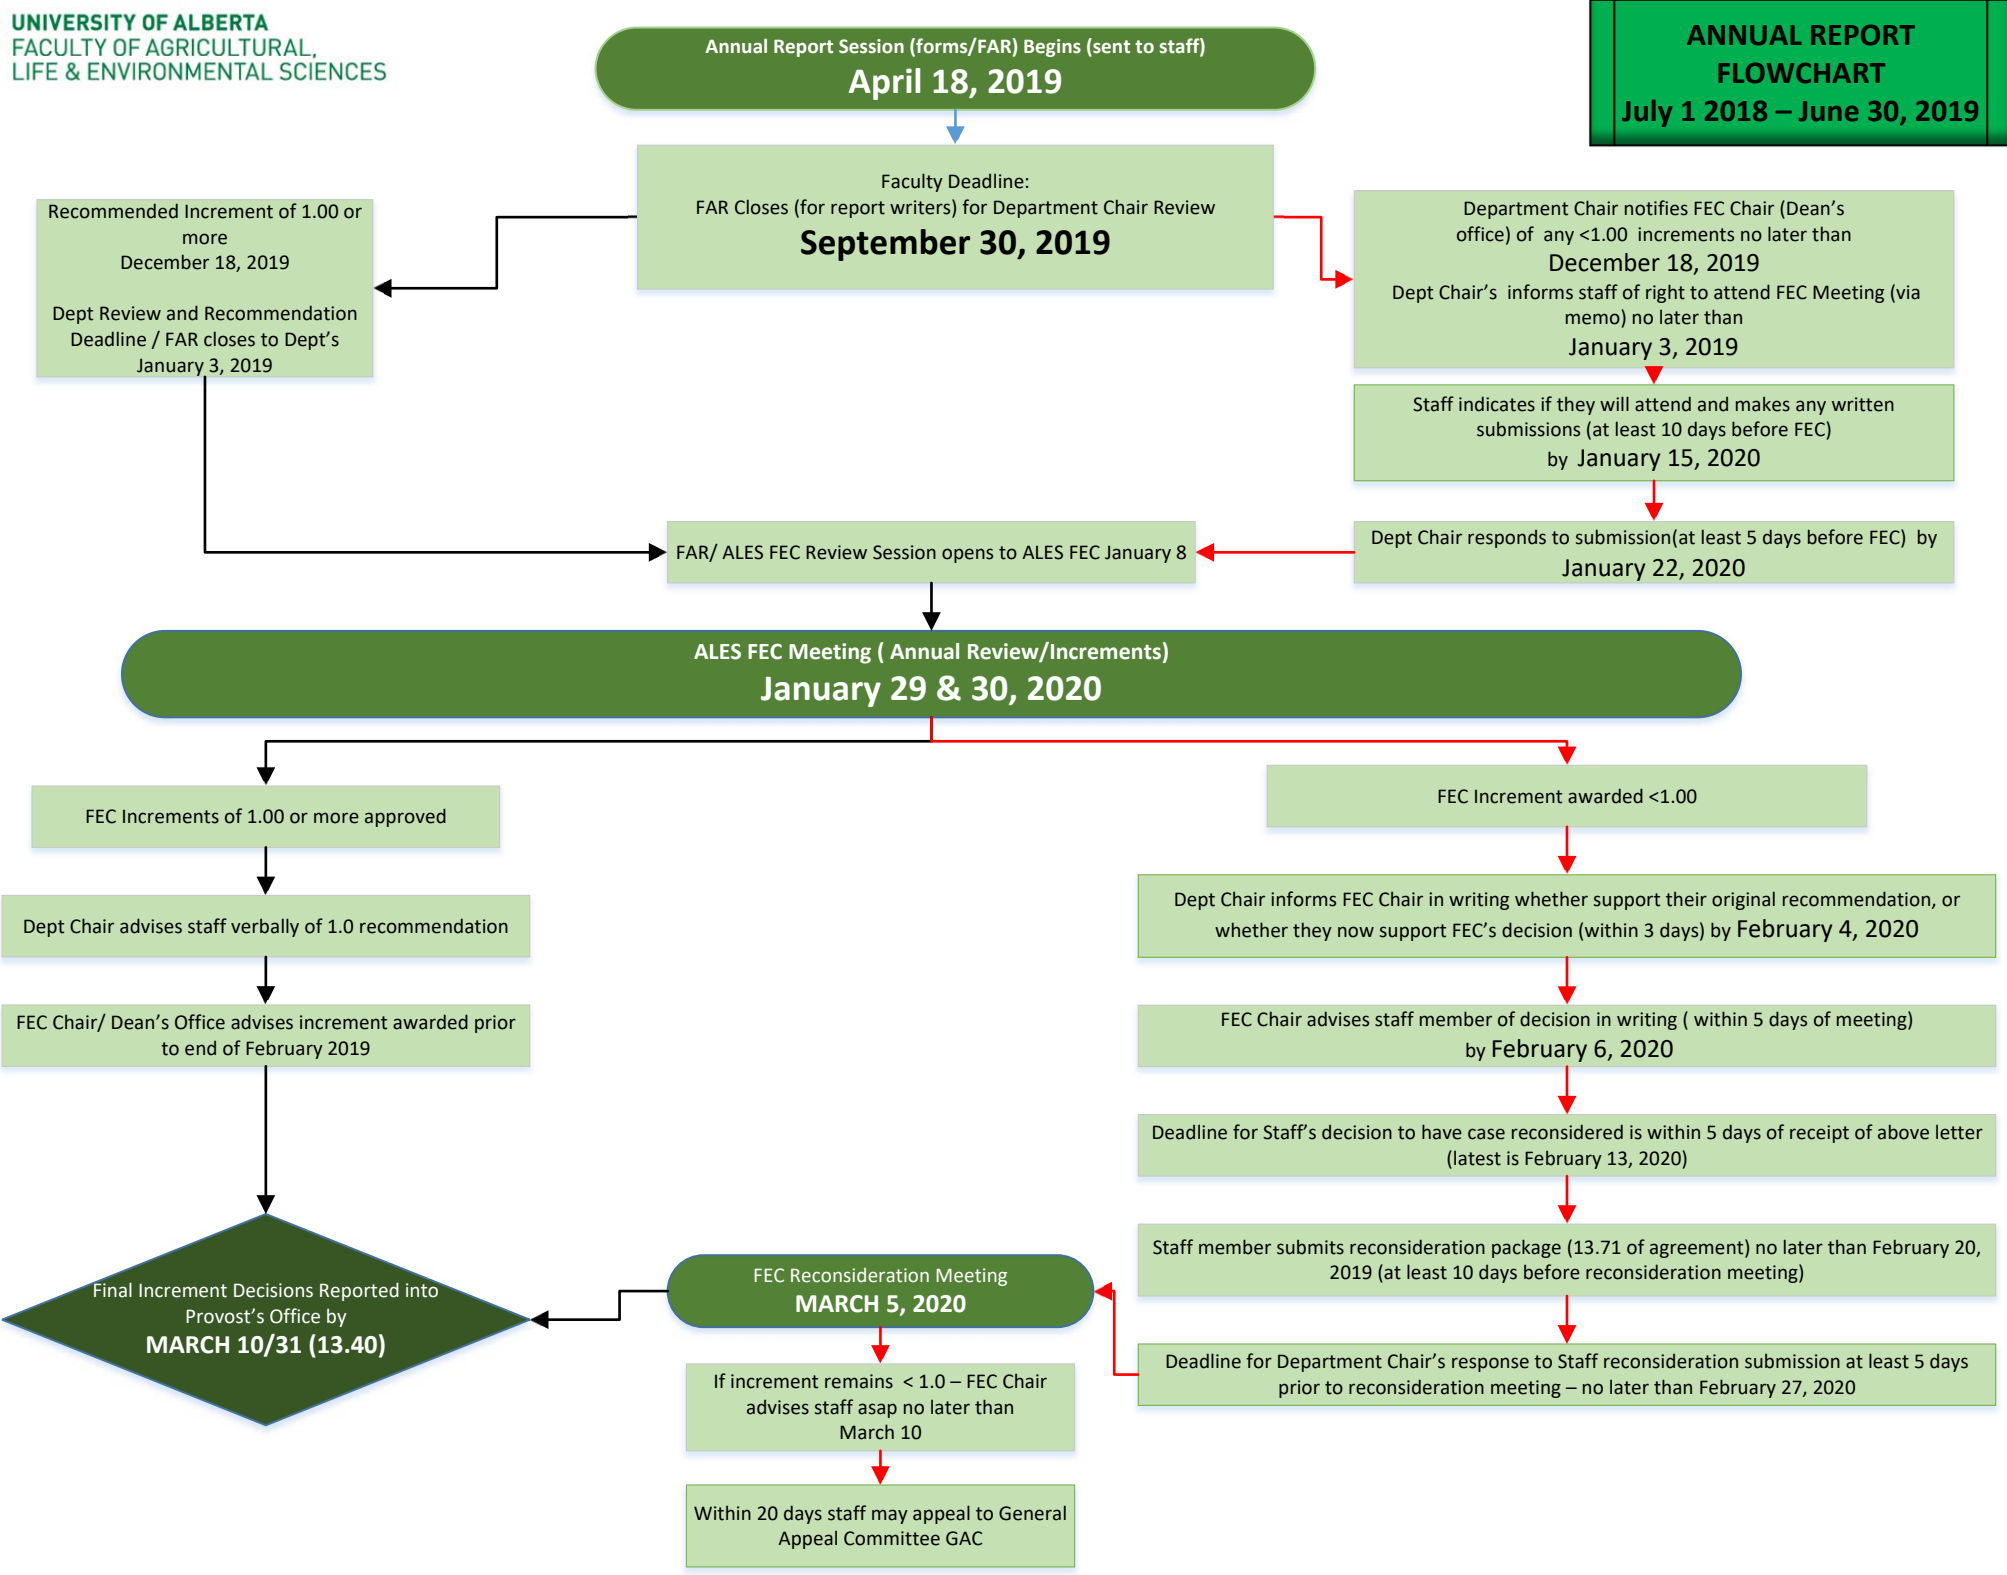 UNIVERSITY OF ALBERTA
FACULTY OF AGRICULTURAL,
LIFE & ENVIRONMENTAL SCIENCES
Annual Report Session (forms/FAR) Begins (sent to staff)
April 18, 2019
ANNUAL REPORT
FLOWCHART
July 1 2018 – June 30, 2019
Faculty Deadline:
FAR Closes (for report writers) for Department Chair Review
September 30, 2019
Recommended Increment of 1.00 or
more
December 18, 2019
Dept Review and Recommendation
Deadline / FAR closes to Dept's
January 3, 2019
Department Chair notifies FEC Chair (Dean's
office) of any <1.00 increments no later than
December 18, 2019
Dept Chair's informs staff of right to attend FEC Meeting (via
memo) no later than
January 3, 2019
Staff indicates if they will attend and makes any written
submissions (at least 10 days before FEC)
by January 15, 2020
Dept Chair responds to submission(at least 5 days before FEC) by
January 22, 2020
FAR/ ALES FEC Review Session opens to ALES FEC January 8
ALES FEC Meeting ( Annual Review/Increments)
January 29 & 30, 2020
FEC Increments of 1.00 or more approved
Dept Chair advises staff verbally of 1.0 recommendation
FEC Chair/ Dean's Office advises increment awarded prior
to end of February 2019
FEC Increment awarded <1.00
Dept Chair informs FEC Chair in writing whether support their original recommendation, or
whether they now support FEC's decision (within 3 days) by February 4, 2020
FEC Chair advises staff member of decision in writing ( within 5 days of meeting)
by February 6, 2020
Deadline for Staff's decision to have case reconsidered is within 5 days of receipt of above letter
(latest is February 13, 2020)
Staff member submits reconsideration package (13.71 of agreement) no later than February 20,
2019 (at least 10 days before reconsideration meeting)
Deadline for Department Chair's response to Staff reconsideration submission at least 5 days
prior to reconsideration meeting – no later than February 27, 2020
FEC Reconsideration Meeting
MARCH 5, 2020
Final Increment Decisions Reported into
Provost's Office by
MARCH 10/31 (13.40)
If increment remains < 1.0 – FEC Chair
advises staff asap no later than
March 10
Within 20 days staff may appeal to General
Appeal Committee GAC